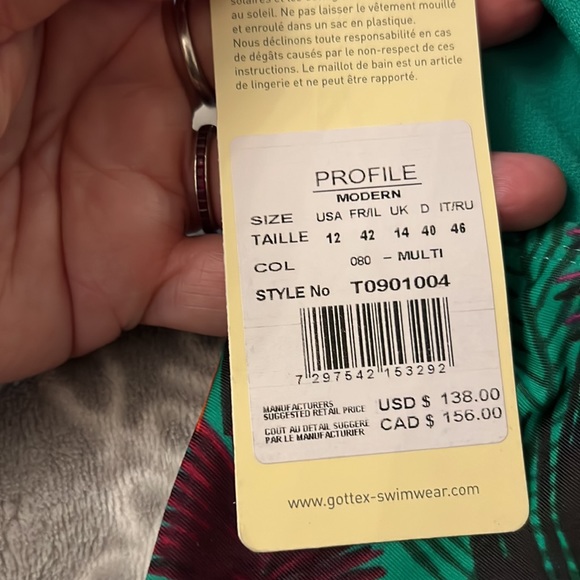 solaires et les
au soleil. Ne pas laisser le vêtement mouillé
et enroulé dans un sac en plastique.
Nous déclinons toute responsabilité en cas
de dégâts causés par le non-respect de ces
instructions. Le maillot de bain est un article
de lingerie et ne peut être rapporté.
PROFILE
MODERN
SIZE USA FR/IL UK D IT/RU
TAILLE 12 42 14 40 46
COL 080 - MULTI
STYLE No T0901004
7 297542 153292
MANUFACTURERS
SUGGESTED RETAIL PRICE USD $ 138.00
COUT AU DETAIL SUGGERE
PAR LE MANUFACTURIER CAD $ 156.00
www.gottex-swimwear.com